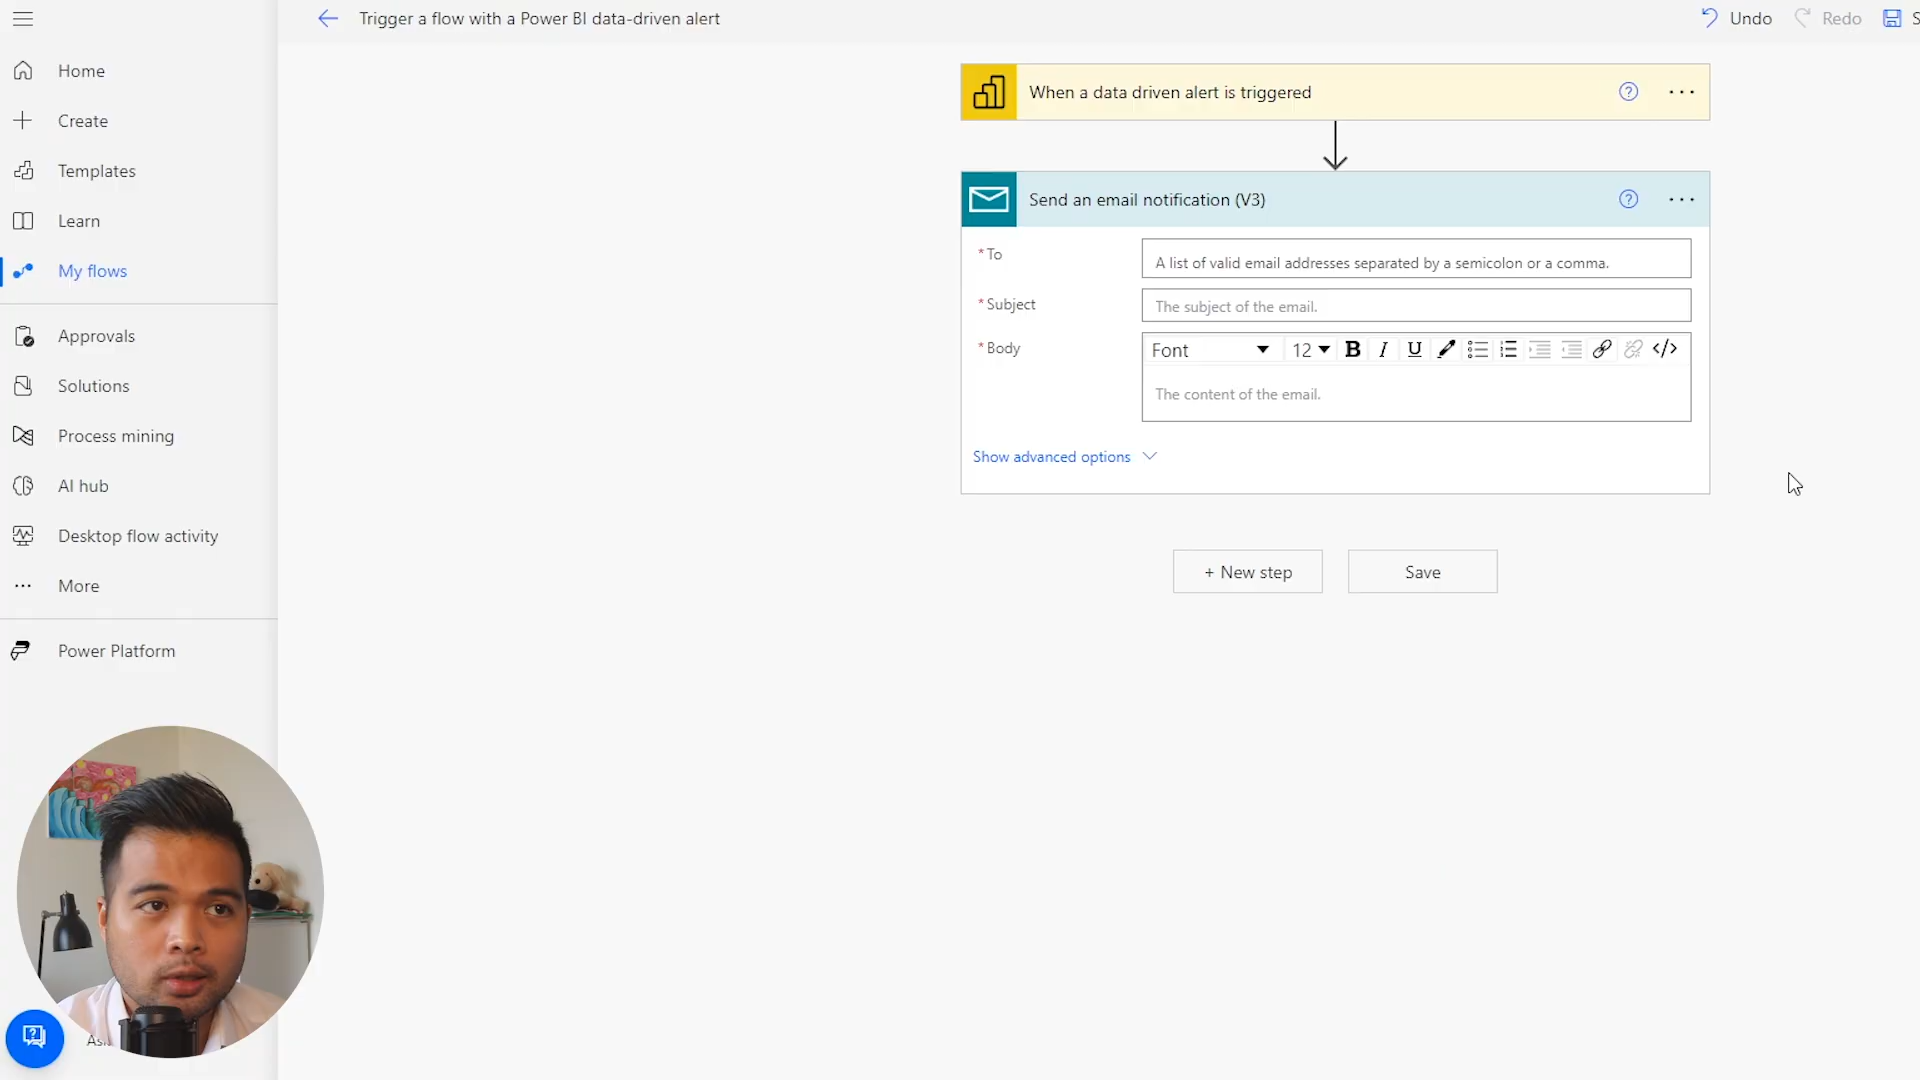 Trigger a flow with a Power BI data-driven alert
Undo
Redo
S
Home
Create
Templates
Learn
My flows
Approvals
Solutions
Process mining
AI hub
Desktop flow activity
More
Power Platform
When a data driven alert is triggered
Send an email notification (V3)
*To
A list of valid email addresses separated by a semicolon or a comma.
*Subject
The subject of the email.
*Body
Font 12 B I U </>
The content of the email.
Show advanced options
+ New step
Save